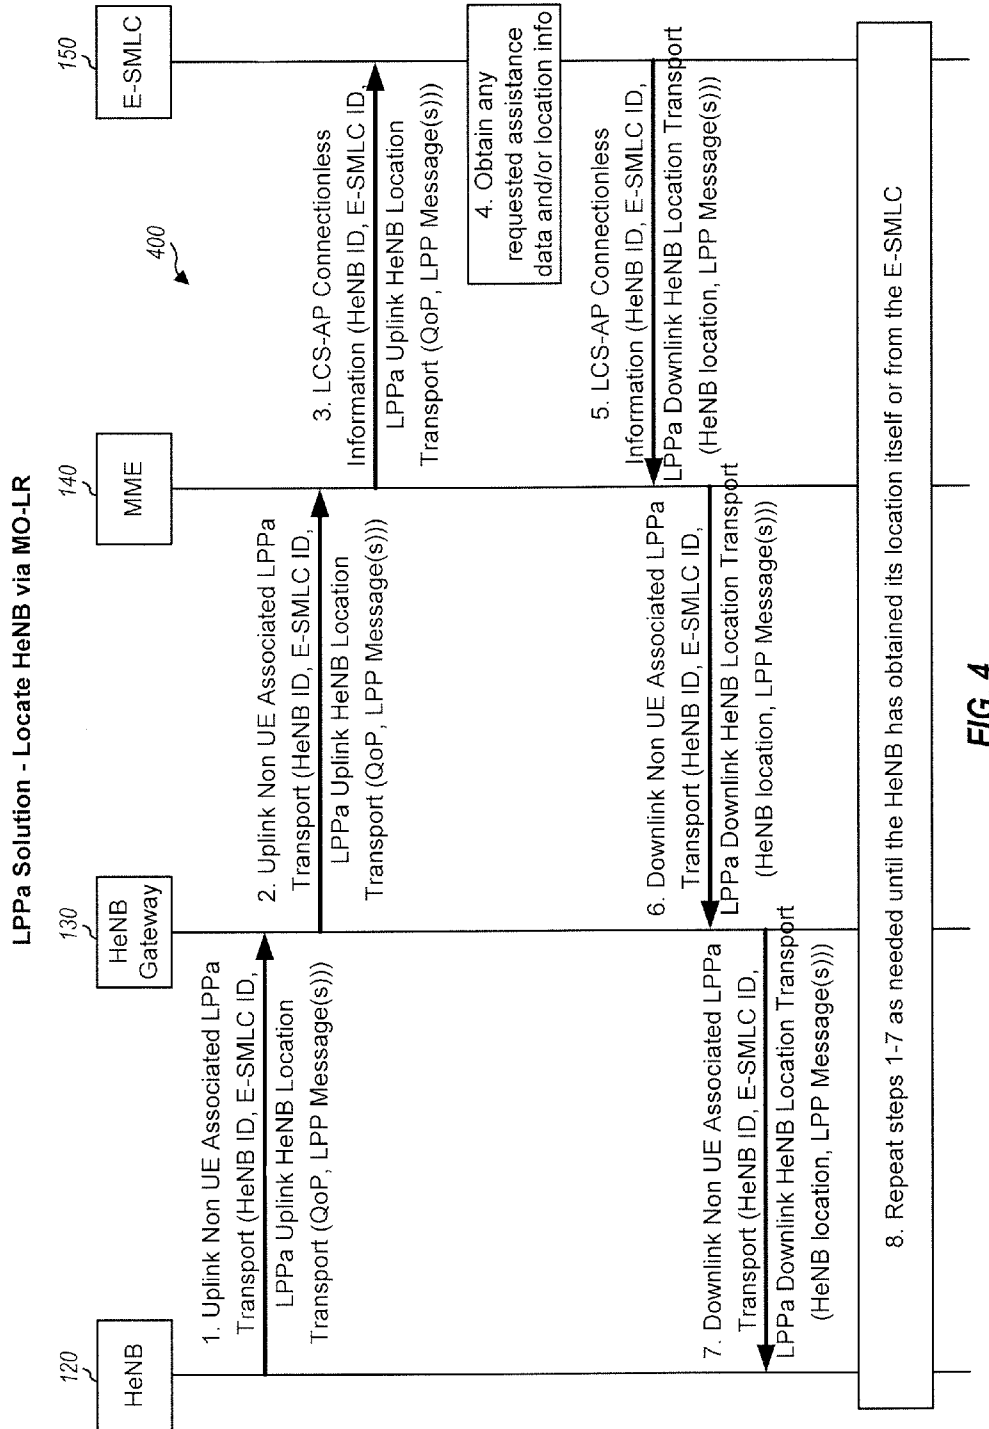 LPPa Solution - Locate HeNB via MO-LR
120
HeNB
130
HeNB
Gateway
140
MME
150
E-SMLC
400
1. Uplink Non UE Associated LPPa
Transport (HeNB ID, E-SMLC ID,
LPPa Uplink HeNB Location
Transport (QoP, LPP Message(s)))
2. Uplink Non UE Associated LPPa
Transport (HeNB ID, E-SMLC ID,
LPPa Uplink HeNB Location
Transport (QoP, LPP Message(s)))
3. LCS-AP Connectionless
Information (HeNB ID, E-SMLC ID,
LPPa Uplink HeNB Location
Transport (QoP, LPP Message(s)))
4. Obtain any
requested assistance
data and/or location info
5. LCS-AP Connectionless
Information (HeNB ID, E-SMLC ID,
LPPa Downlink HeNB Location Transport
(HeNB location, LPP Message(s)))
6. Downlink Non UE Associated LPPa
Transport (HeNB ID, E-SMLC ID,
LPPa Downlink HeNB Location Transport
(HeNB location, LPP Message(s)))
7. Downlink Non UE Associated LPPa
Transport (HeNB ID, E-SMLC ID,
LPPa Downlink HeNB Location Transport
(HeNB location, LPP Message(s)))
8. Repeat steps 1-7 as needed until the HeNB has obtained its location itself or from the E-SMLC
FIG. 4